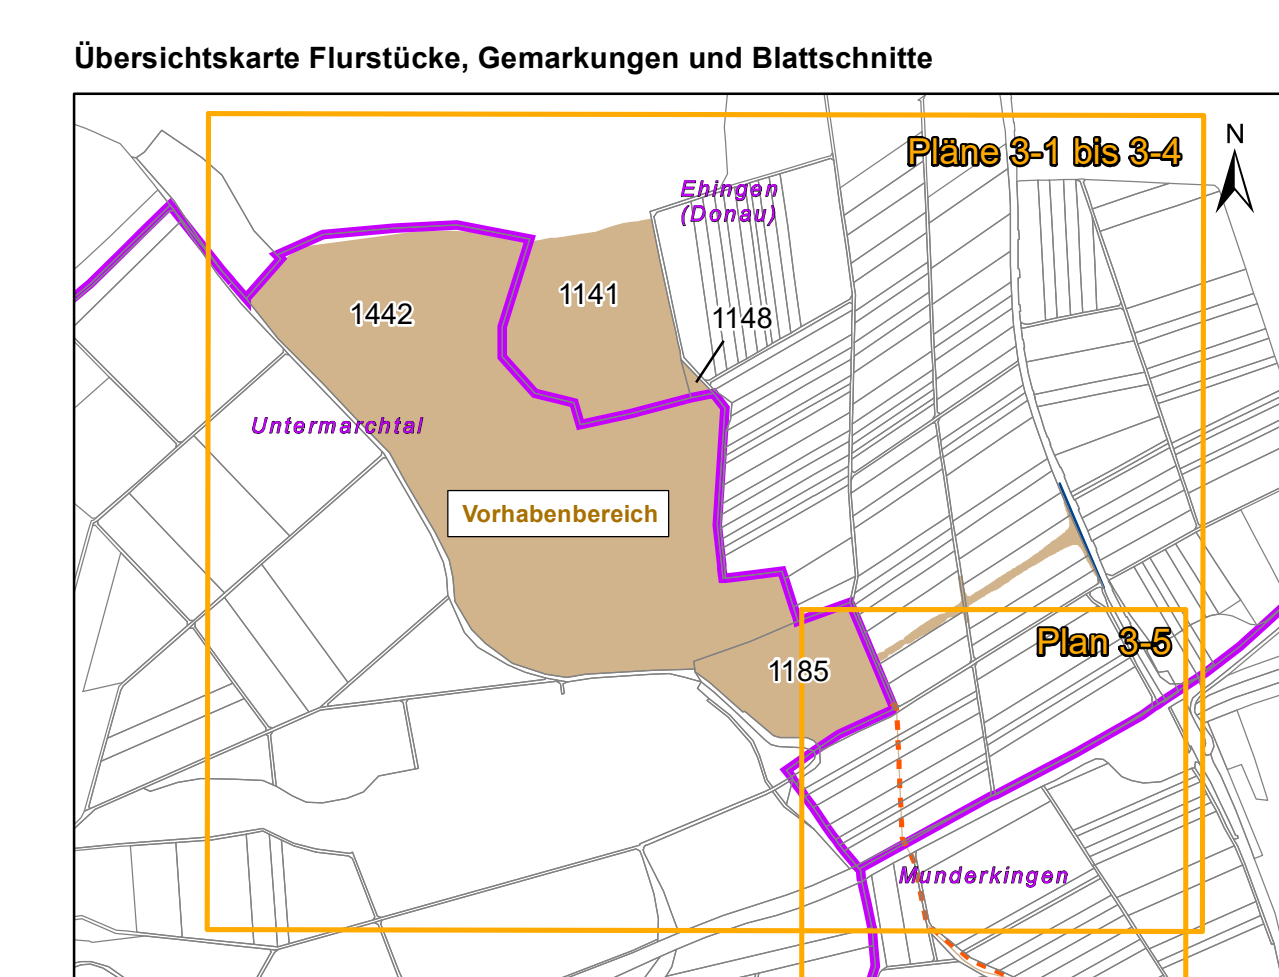 Übersichtskarte Flurstücke, Gemarkungen und Blattschnitte
Pläne 3-1 bis 3-4
N
Ehingen
(Donau)
1442
1141
1148
Untermarchtal
Vorhabenbereich
Plan 3-5
1185
Munderkingen